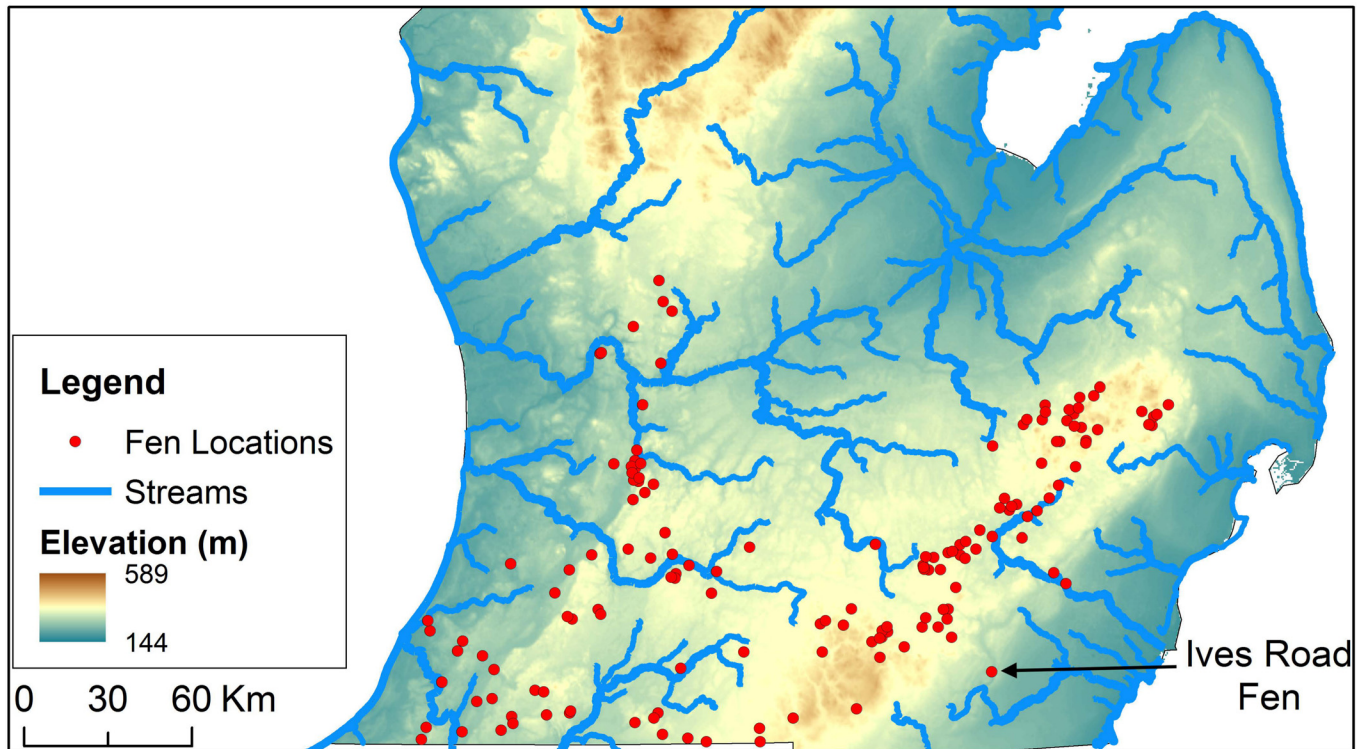 Legend
Fen Locations
Streams
Elevation (m)
589
144
0 30 60 Km
Ives Road
Fen